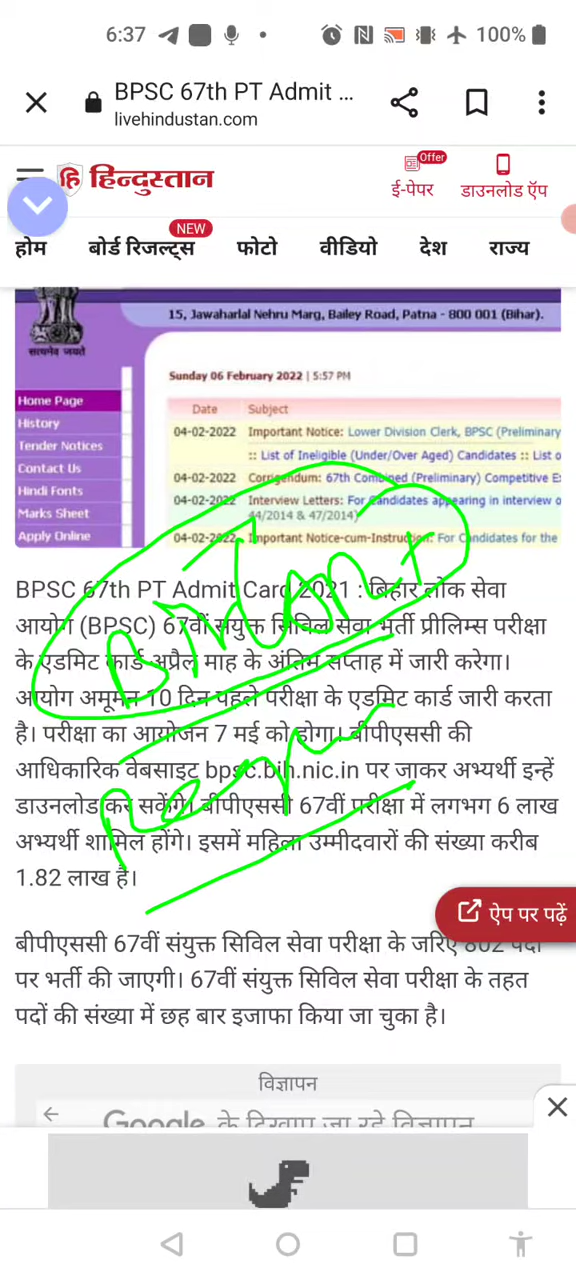 6:37
100%
BPSC 67th PT Admit ...
livehindustan.com
हि हिन्दुस्तान
Offer
ई-पेपर
डाउनलोड ऍप
NEW
होम बोर्ड रिजल्ट्स फोटो वीडियो देश राज्य
सत्यमेव जयते
15, Jawaharlal Nehru Marg, Bailey Road, Patna - 800 001 (Bihar).
Sunday 06 February 2022 | 5:57 PM
Home Page
History
Tender Notices
Contact Us
Hindi Fonts
Marks Sheet
Apply Online
Date Subject
04-02-2022 Important Notice: Lower Division Clerk, BPSC (Preliminary
:: List of Ineligible (Under/Over Aged) Candidates :: List o
04-02-2022 Corrigendum: 67th Combined (Preliminary) Competitive E
04-02-2022 Interview Letters: For Candidates appearing in interview o
44/2014 & 47/2014)
04-02-2022 Important Notice-cum-Instruction: For Candidates for the
BPSC 67th PT Admit Card 2021 : बिहार लोक सेवा
आयोग (BPSC) 67वीं संयुक्त सिविल सेवा भर्ती प्रीलिम्स परीक्षा
के एडमिट कार्ड अप्रैल माह के अंतिम सप्ताह में जारी करेगा।
आयोग अमूमन 10 दिन पहले परीक्षा के एडमिट कार्ड जारी करता
है। परीक्षा का आयोजन 7 मई को होगा। बीपीएससी की
आधिकारिक वेबसाइट bpsc.bih.nic.in पर जाकर अभ्यर्थी इन्हें
डाउनलोड कर सकेंगे। बीपीएससी 67वीं परीक्षा में लगभग 6 लाख
अभ्यर्थी शामिल होंगे। इसमें महिला उम्मीदवारों की संख्या करीब
1.82 लाख है।
ऐप पर पढ़ें
बीपीएससी 67वीं संयुक्त सिविल सेवा परीक्षा के जरिए 802 पदों
पर भर्ती की जाएगी। 67वीं संयुक्त सिविल सेवा परीक्षा के तहत
पदों की संख्या में छह बार इजाफा किया जा चुका है।
विज्ञापन
Google के दिखाए जा रहे विज्ञापन